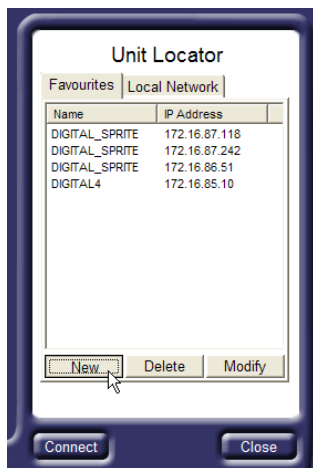 Unit Locator
Favourites Local Network
Name IP Address
DIGITAL_SPRITE 172.16.87.118
DIGITAL_SPRITE 172.16.87.242
DIGITAL_SPRITE 172.16.86.51
DIGITAL4 172.16.85.10
New Delete Modify
Connect Close